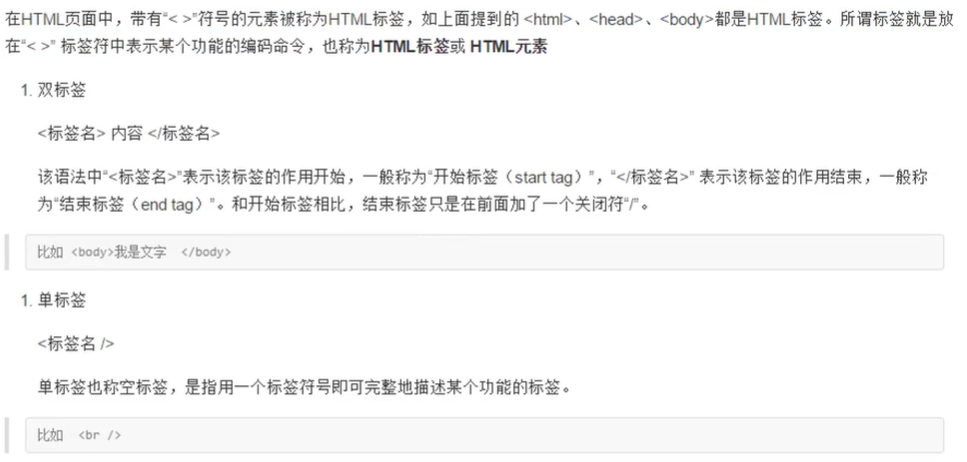 在HTML页面中，带有“< >”符号的元素被称为HTML标签，如上面提到的 <html>、<head>、<body>都是HTML标签。所谓标签就是放
在“< >” 标签符中表示某个功能的编码命令，也称为HTML标签或 HTML元素
1. 双标签
<标签名> 内容 </标签名>
该语法中“<标签名>”表示该标签的作用开始，一般称为“开始标签（start tag）”，“</标签名>” 表示该标签的作用结束，一般称
为“结束标签（end tag）”。和开始标签相比，结束标签只是在前面加了一个关闭符“/”。
比如 <body>我是文字  </body>
1. 单标签
<标签名 />
单标签也称空标签，是指用一个标签符号即可完整地描述某个功能的标签。
比如  <br />